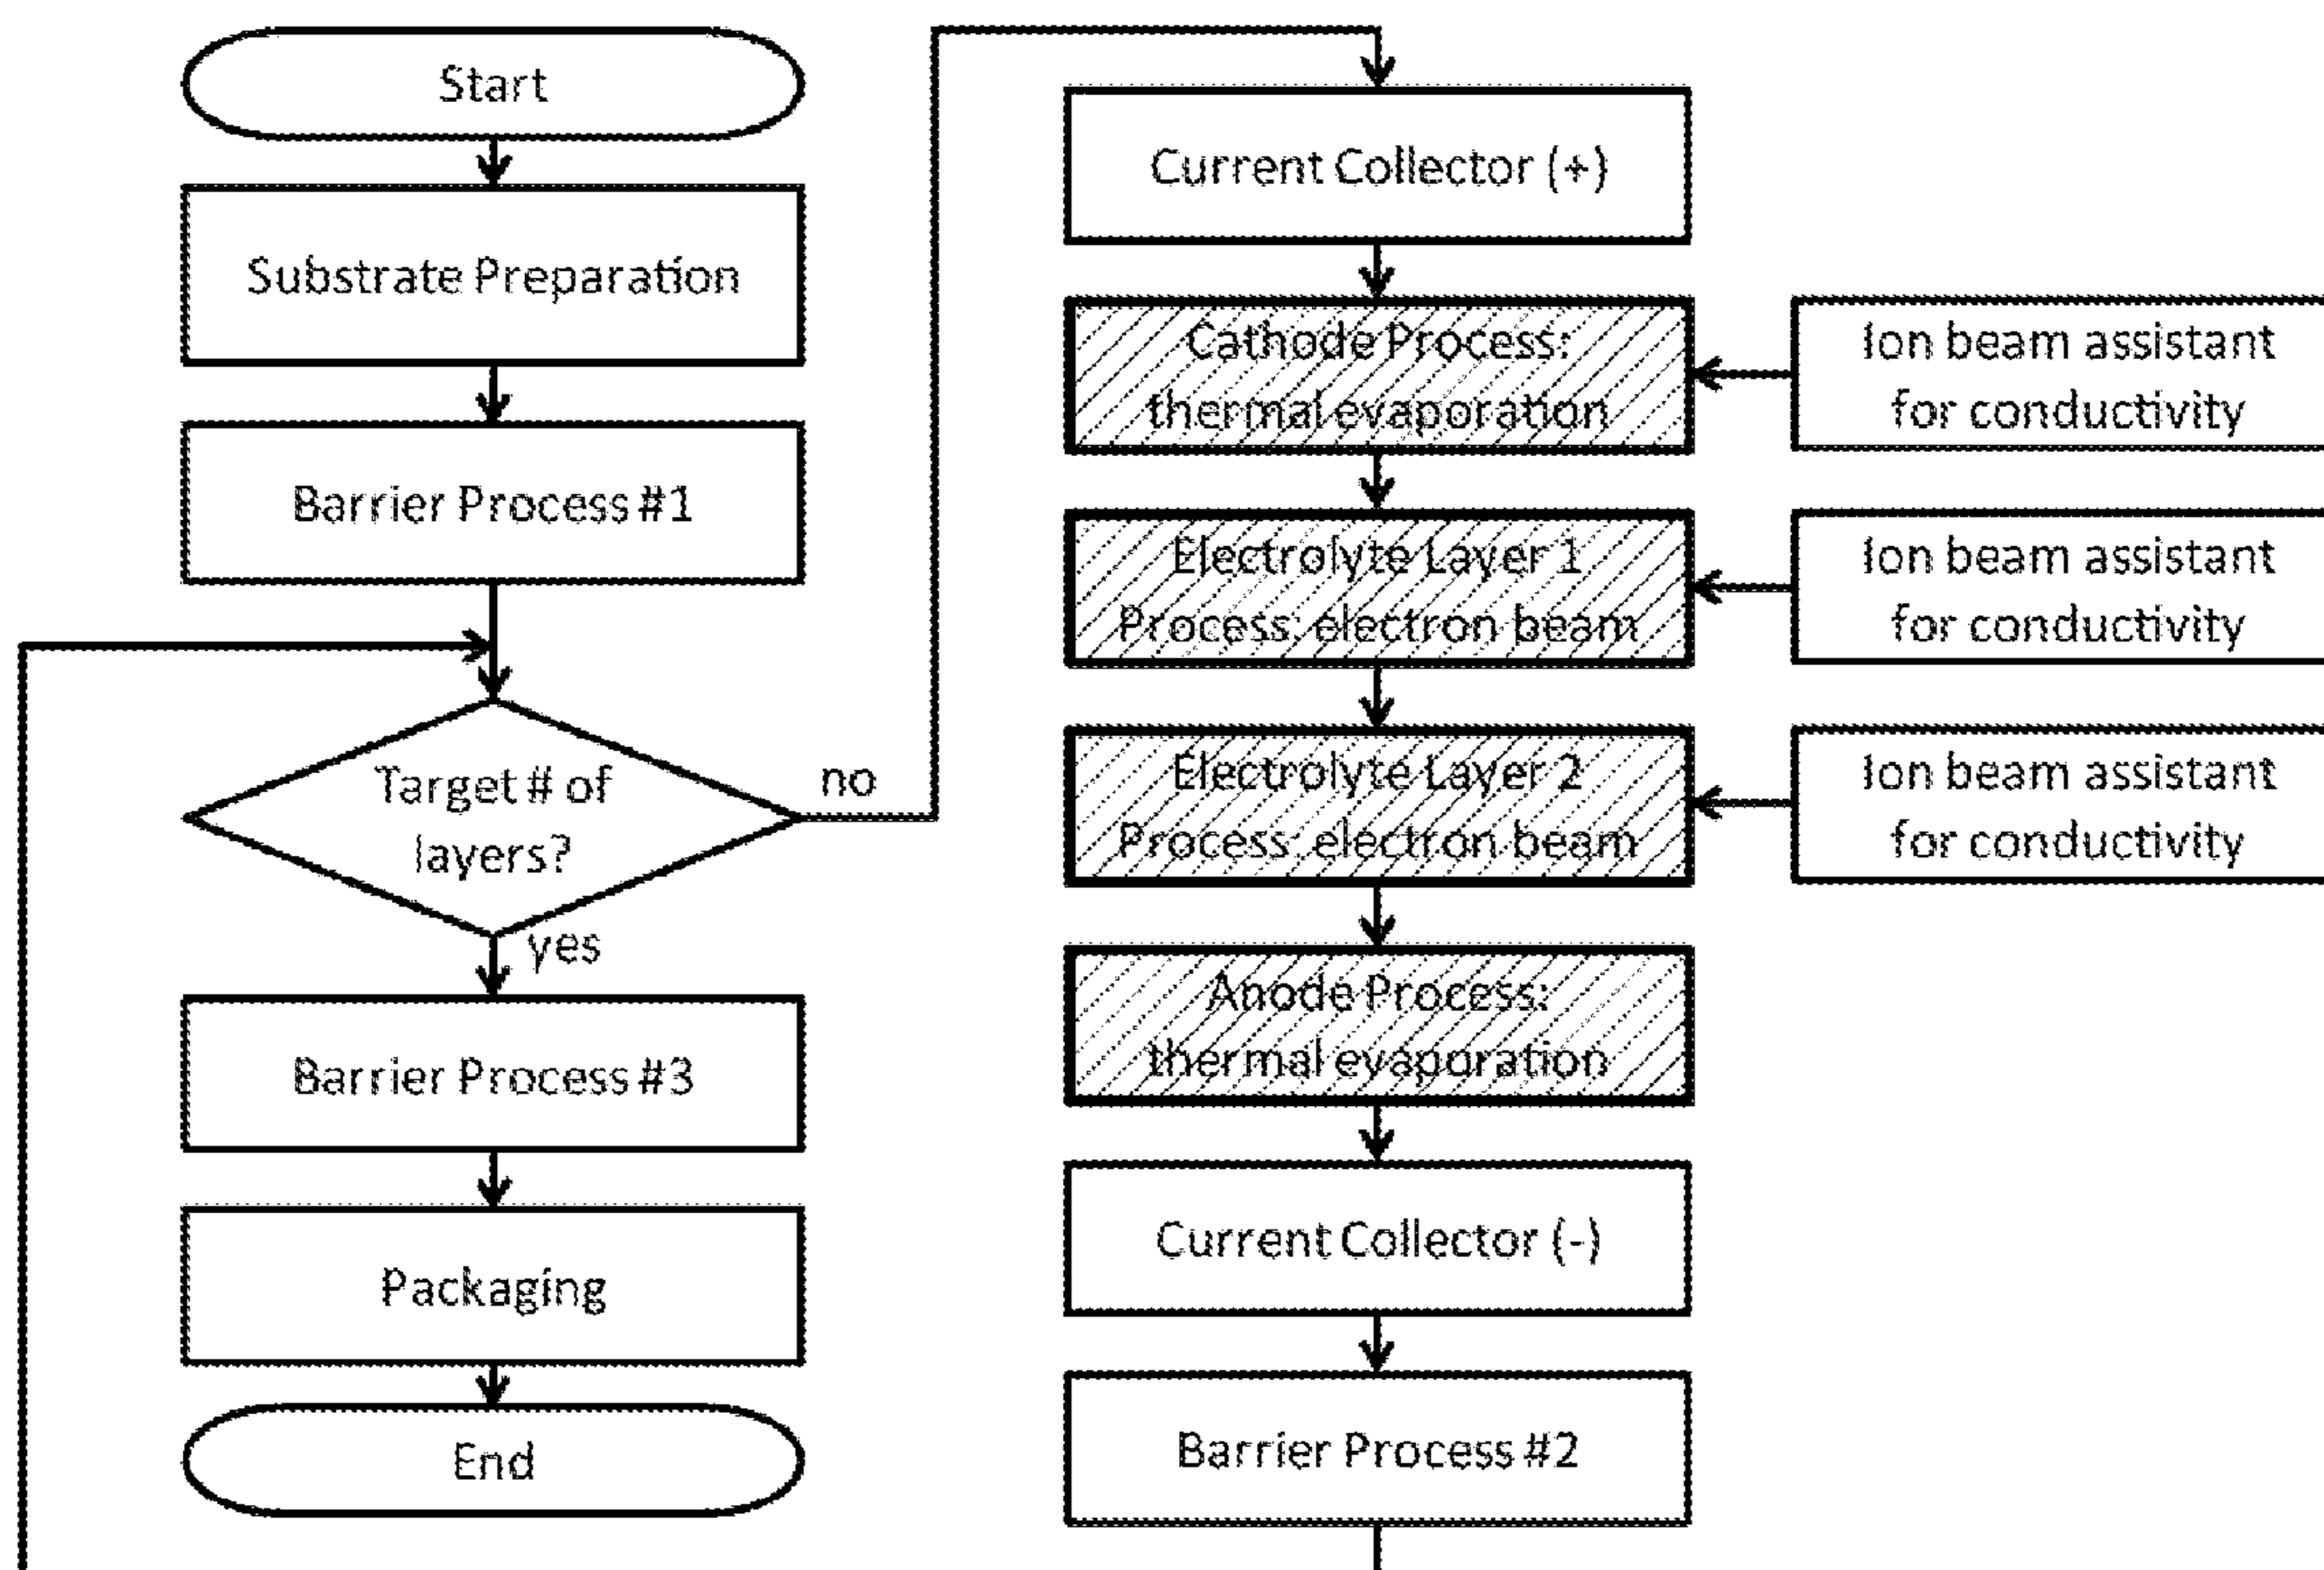 Start
Substrate Preparation
Barrier Process #1
Target # of
layers?
no
yes
Barrier Process #3
Packaging
End
Current Collector (+)
Cathode Process:
thermal evaporation
Ion beam assistant
for conductivity
Electrolyte Layer 1
Process: electron beam
Ion beam assistant
for conductivity
Electrolyte Layer 2
Process: electron beam
Ion beam assistant
for conductivity
Anode Process:
thermal evaporation
Current Collector (-)
Barrier Process #2